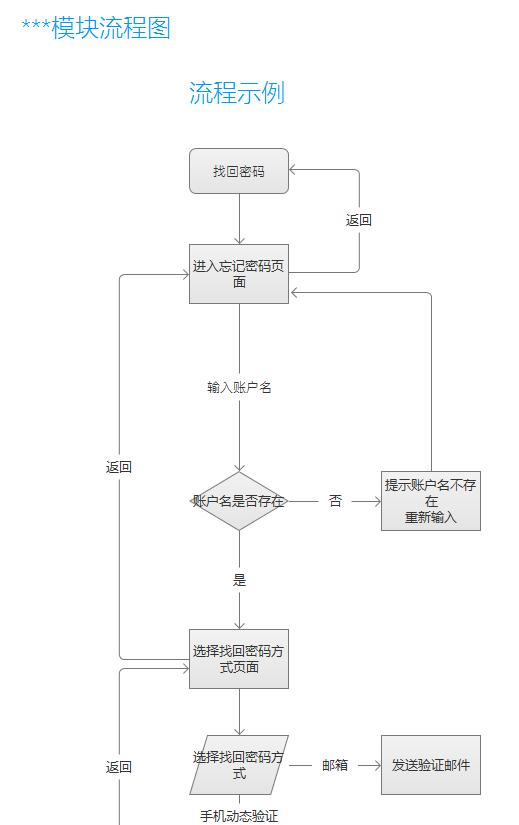 ***模块流程图
流程示例
找回密码
返回
进入忘记密码页
面
输入账户名
返回
账户名是否存在
否
提示账户名不存
在
重新输入
是
选择找回密码方
式页面
选择找回密码方
式
邮箱
发送验证邮件
返回
手机动态验证